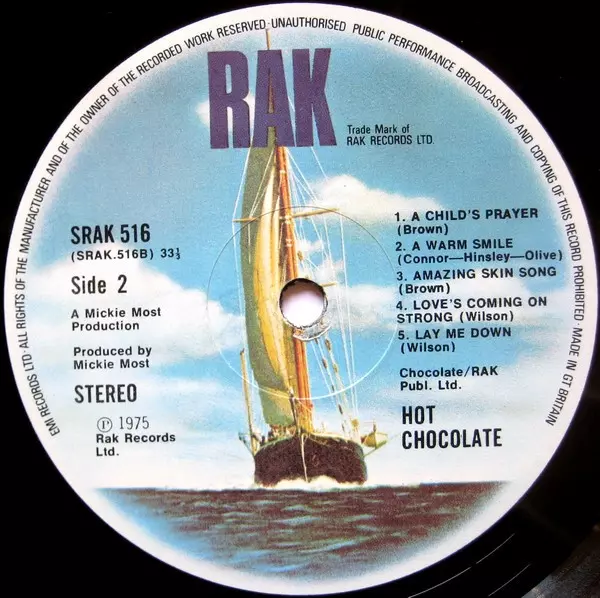 EMI RECORDS LTD · ALL RIGHTS OF THE MANUFACTURER AND OF THE OWNER OF THE RECORDED WORK RESERVED · UNAUTHORISED PUBLIC PERFORMANCE BROADCASTING AND COPYING OF THIS RECORD PROHIBITED · MADE IN GT BRITAIN
RAK
Trade Mark of
RAK RECORDS LTD.
SRAK 516
(SRAK.516B) 33⅓
Side 2
A Mickie Most
Production
Produced by
Mickie Most
STEREO
Ⓟ 1975
Rak Records
Ltd.
1. A CHILD'S PRAYER
(Brown)
2. A WARM SMILE
(Connor—Hinsley—Olive)
3. AMAZING SKIN SONG
(Brown)
4. LOVE'S COMING ON
STRONG (Wilson)
5. LAY ME DOWN
(Wilson)
Chocolate/RAK
Publ. Ltd.
HOT
CHOCOLATE